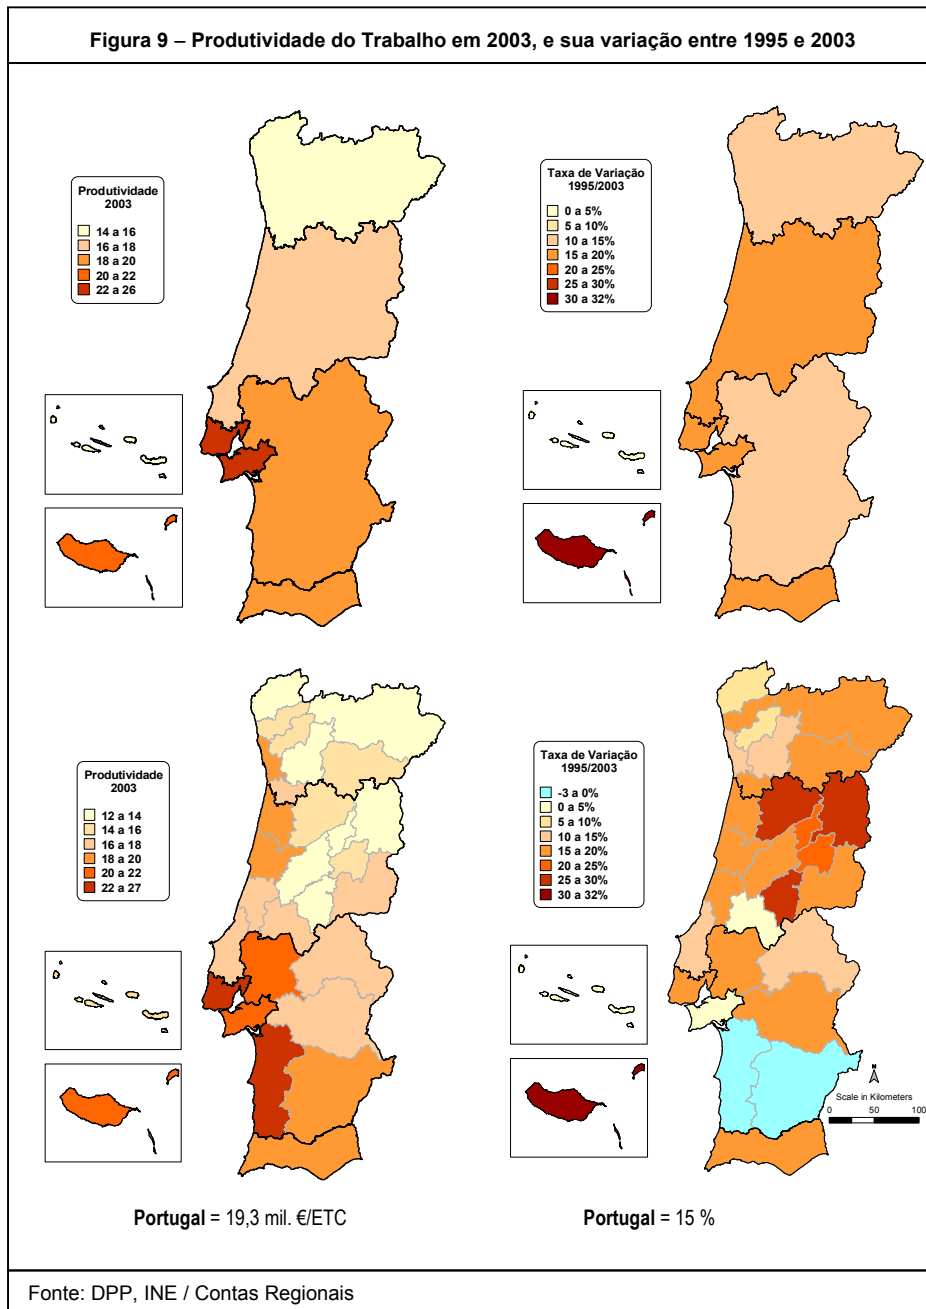 Figura 9 – Produtividade do Trabalho em 2003, e sua variação entre 1995 e 2003
Produtividade
2003
14 a 16
16 a 18
18 a 20
20 a 22
22 a 26
Taxa de Variação
1995/2003
0 a 5%
5 a 10%
10 a 15%
15 a 20%
20 a 25%
25 a 30%
30 a 32%
Produtividade
2003
12 a 14
14 a 16
16 a 18
18 a 20
20 a 22
22 a 27
Taxa de Variação
1995/2003
-3 a 0%
0 a 5%
5 a 10%
10 a 15%
15 a 20%
20 a 25%
25 a 30%
30 a 32%
N
Scale in Kilometers
0 50 100
Portugal = 19,3 mil. €/ETC
Portugal = 15 %
Fonte: DPP, INE / Contas Regionais